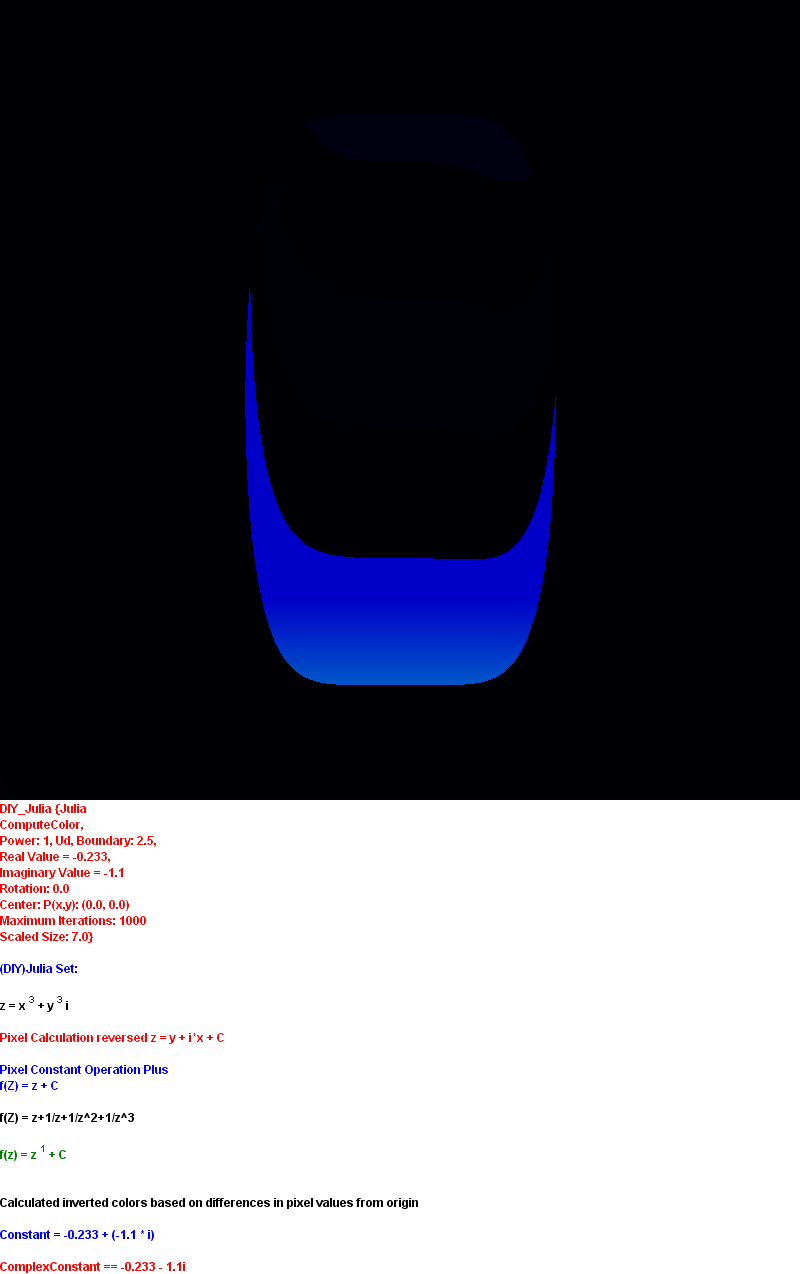 DIY_Julia {Julia
ComputeColor,
Power: 1, Ud, Boundary: 2.5,
Real Value = -0.233,
Imaginary Value = -1.1
Rotation: 0.0
Center: P(x,y): (0.0, 0.0)
Maximum Iterations: 1000
Scaled Size: 7.0}
(DIY)Julia Set:
z = x 3 + y 3 i
Pixel Calculation reversed z = y + i*x + C
Pixel Constant Operation Plus
f(Z) = z + C
f(Z) = z+1/z+1/z^2+1/z^3
f(z) = z 1 + C
Calculated inverted colors based on differences in pixel values from origin
Constant = -0.233 + (-1.1 * i)
ComplexConstant == -0.233 - 1.1i